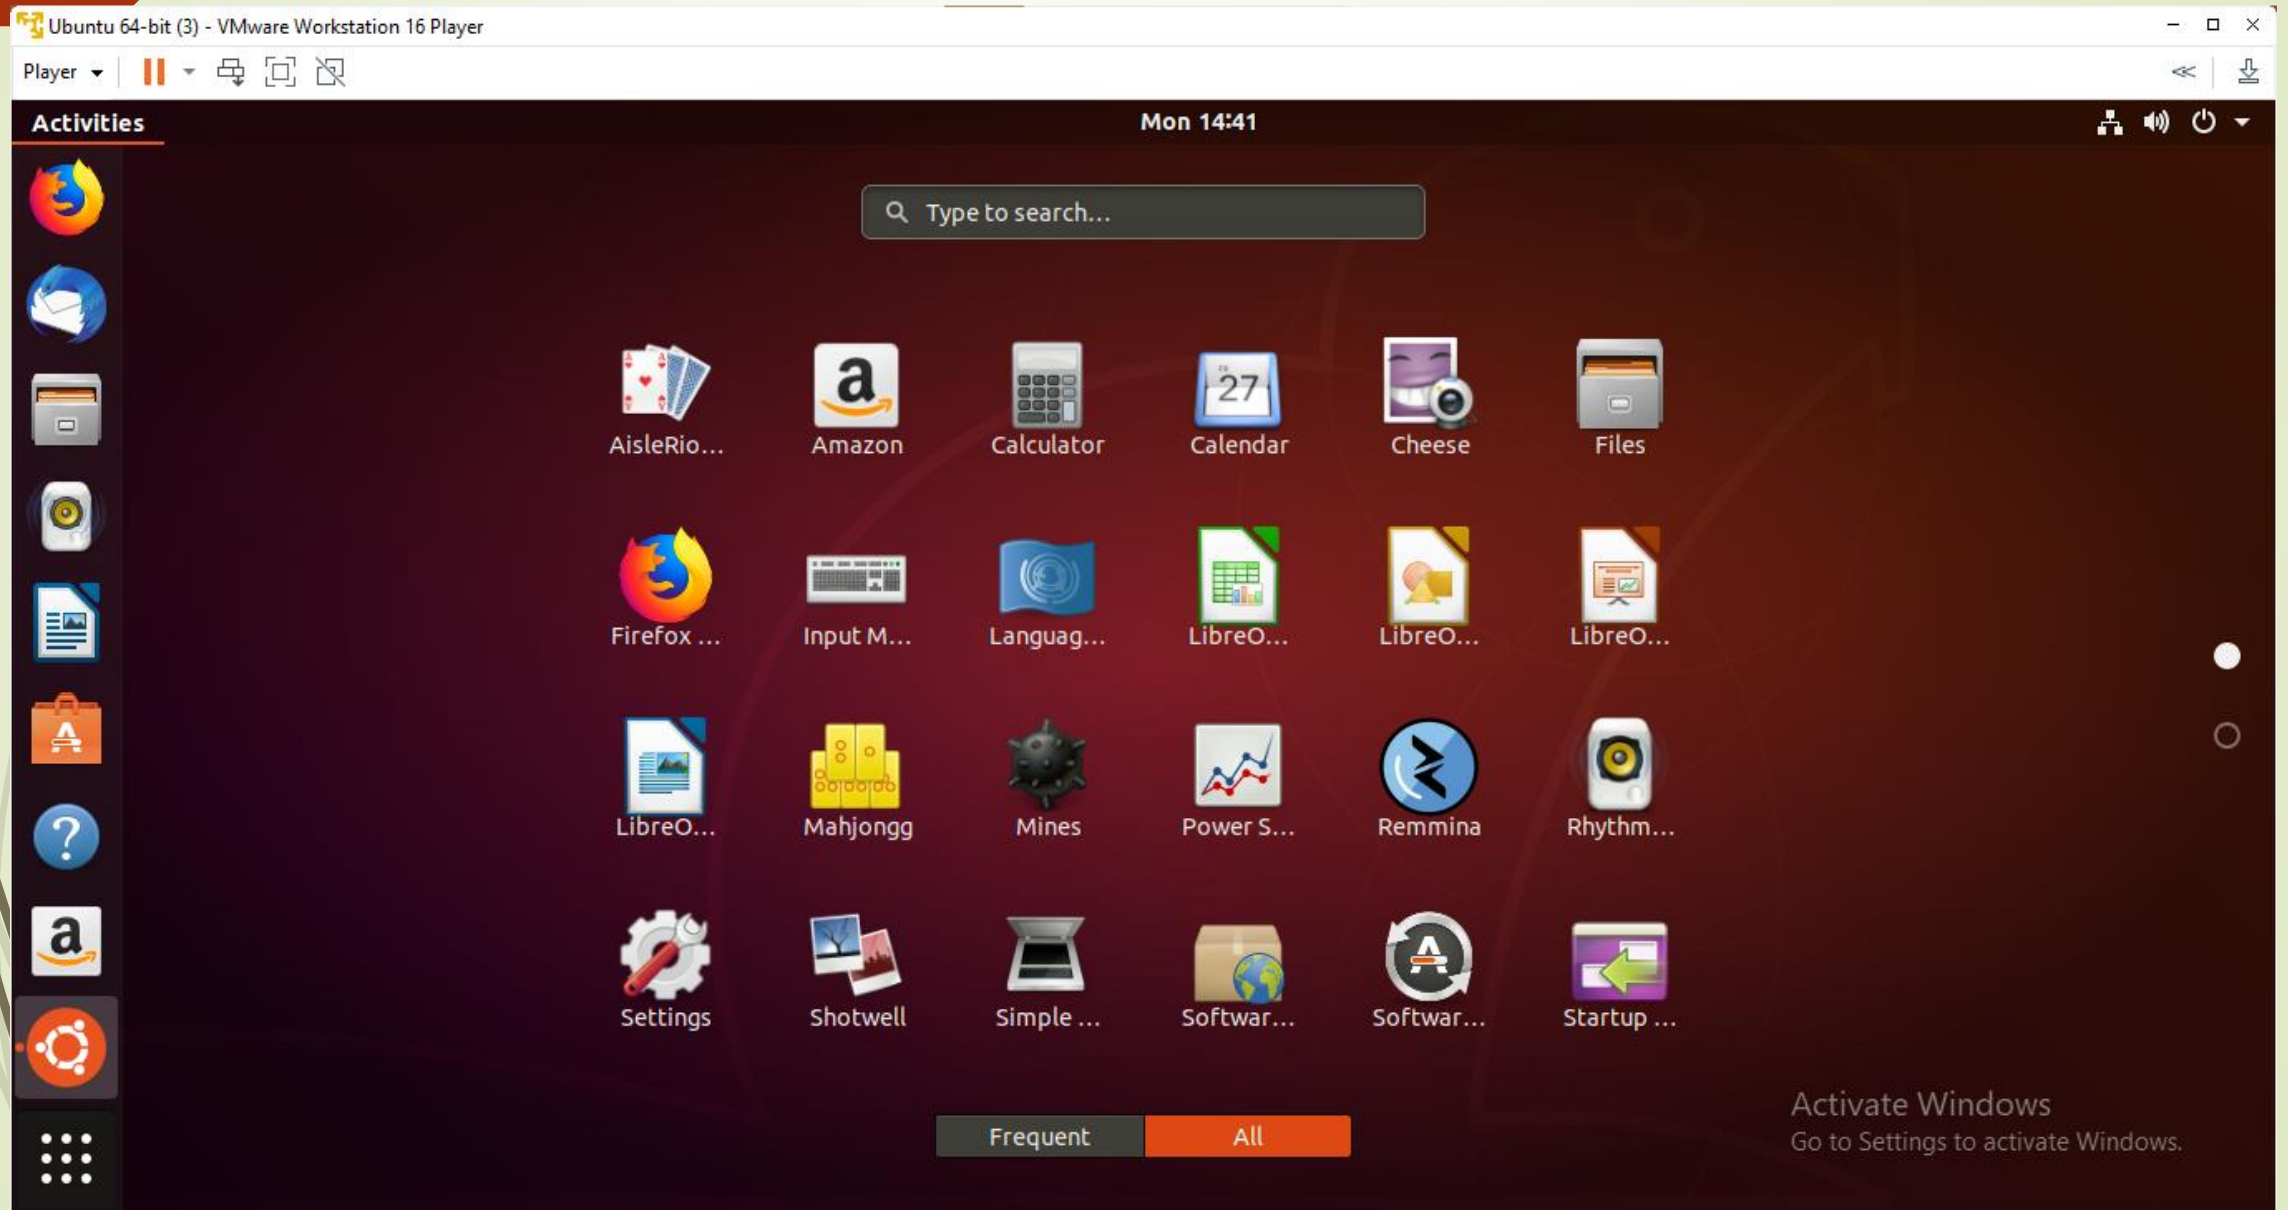 Ubuntu 64-bit (3) - VMware Workstation 16 Player
Player
Activities
Mon 14:41
Type to search...
AisleRio...
Amazon
Calculator
Calendar
Cheese
Files
27
Firefox ...
Input M...
Languag...
LibreO...
LibreO...
LibreO...
LibreO...
Mahjongg
Mines
Power S...
Remmina
Rhythm...
Settings
Shotwell
Simple ...
Softwar...
Softwar...
Startup ...
Frequent
All
Activate Windows
Go to Settings to activate Windows.